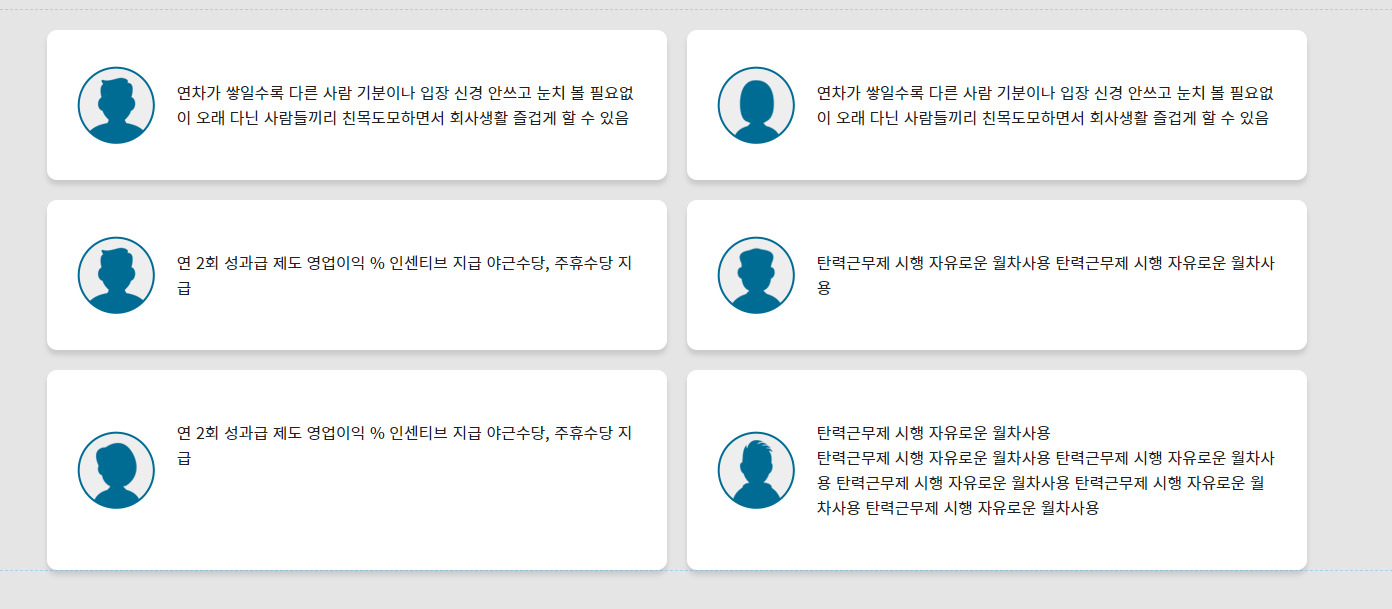 연차가 쌓일수록 다른 사람 기분이나 입장 신경 안쓰고 눈치 볼 필요없
이 오래 다닌 사람들끼리 친목도모하면서 회사생활 즐겁게 할 수 있음
연차가 쌓일수록 다른 사람 기분이나 입장 신경 안쓰고 눈치 볼 필요없
이 오래 다닌 사람들끼리 친목도모하면서 회사생활 즐겁게 할 수 있음
연 2회 성과급 제도 영업이익 % 인센티브 지급 야근수당, 주휴수당 지
급
탄력근무제 시행 자유로운 월차사용 탄력근무제 시행 자유로운 월차사
용
연 2회 성과급 제도 영업이익 % 인센티브 지급 야근수당, 주휴수당 지
급
탄력근무제 시행 자유로운 월차사용
탄력근무제 시행 자유로운 월차사용 탄력근무제 시행 자유로운 월차사
용 탄력근무제 시행 자유로운 월차사용 탄력근무제 시행 자유로운 월
차사용 탄력근무제 시행 자유로운 월차사용